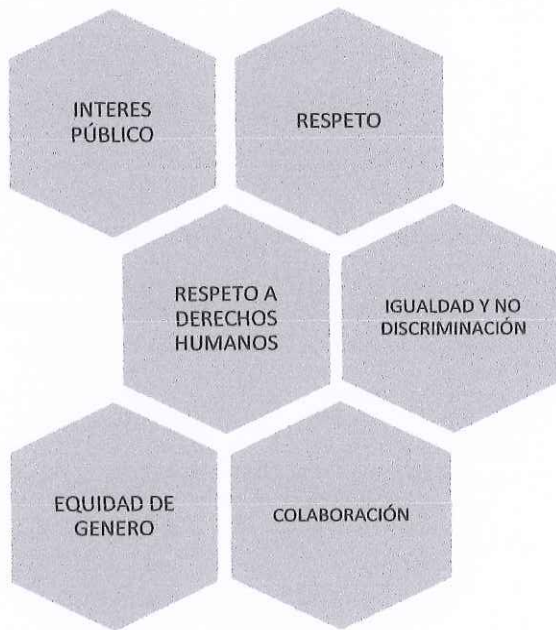 INTERES
PÚBLICO
RESPETO
RESPETO A
DERECHOS
HUMANOS
IGUALDAD Y NO
DISCRIMINACIÓN
EQUIDAD DE
GENERO
COLABORACIÓN